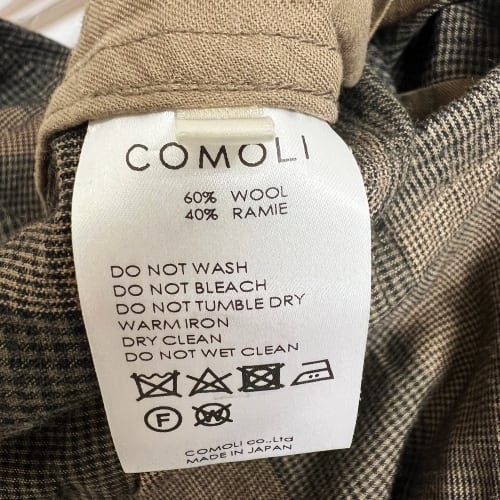 COMOLI
60% WOOL
40% RAMIE
DO NOT WASH
DO NOT BLEACH
DO NOT TUMBLE DRY
WARM IRON
DRY CLEAN
DO NOT WET CLEAN
F W
COMOLI CO.,Ltd
MADE IN JAPAN